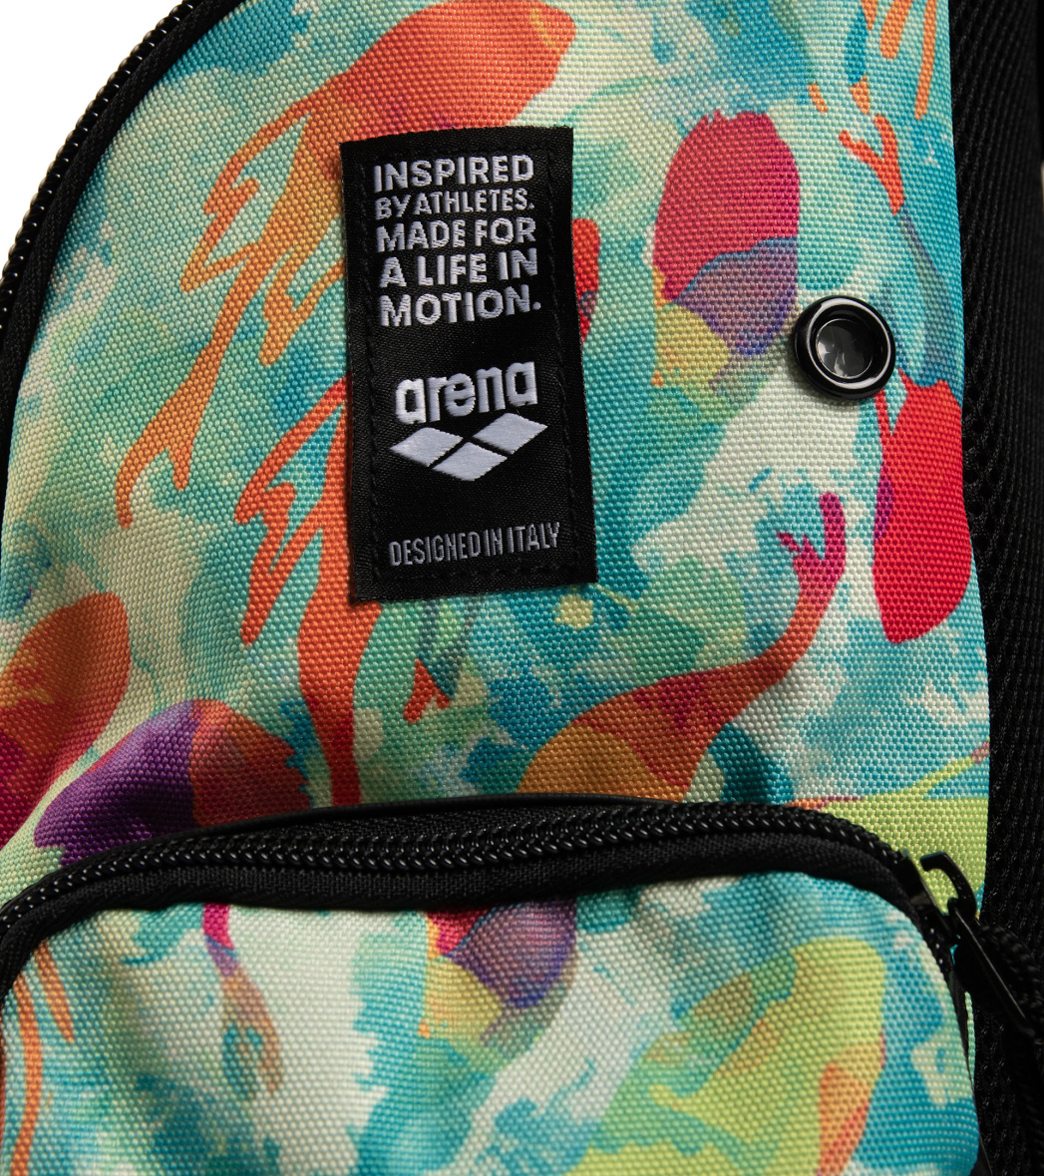 INSPIRED
BY ATHLETES.
MADE FOR
A LIFE IN
MOTION.
arena
DESIGNED IN ITALY